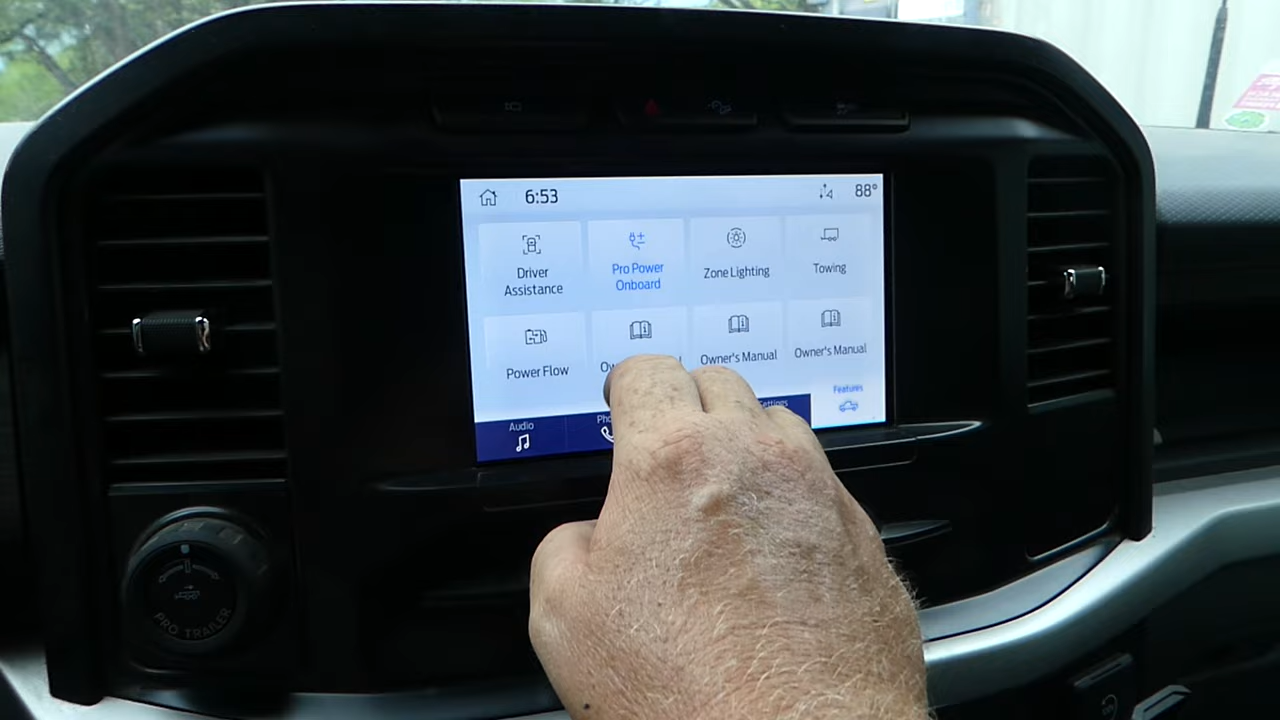 6:53
88°
Driver
Assistance
Pro Power
Onboard
Zone Lighting
Towing
Power Flow
Owner's Manual
Owner's Manual
Features
Audio
Settings
PRO TRAILER